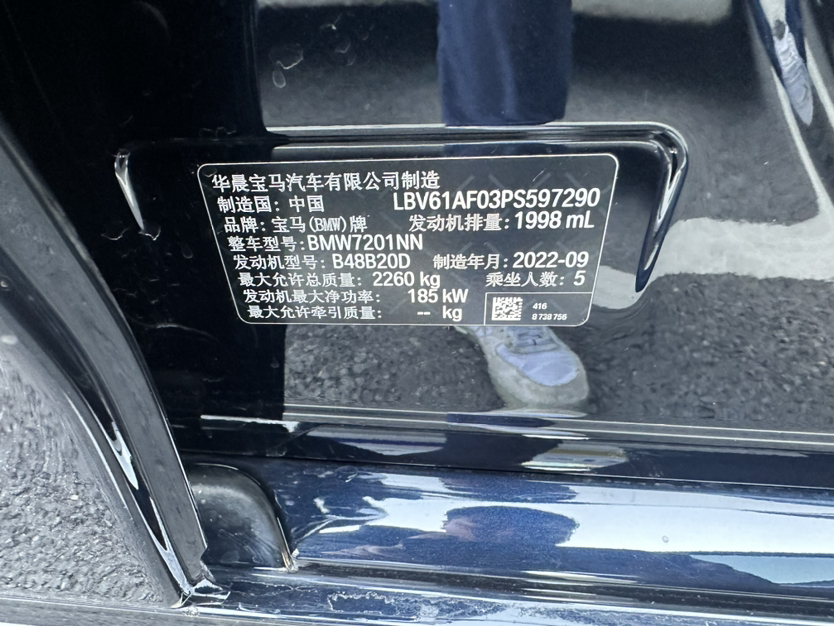 华晨宝马汽车有限公司制造
制造国: 中国 LBV61AF03PS597290
品牌: 宝马(BMW)牌 发动机排量: 1998 mL
整车型号: BMW7201NN
发动机型号: B48B20D 制造年月: 2022-09
最大允许总质量: 2260 kg 乘坐人数: 5
发动机最大净功率: 185 kW
最大允许牵引质量: -- kg
416
8 738 756